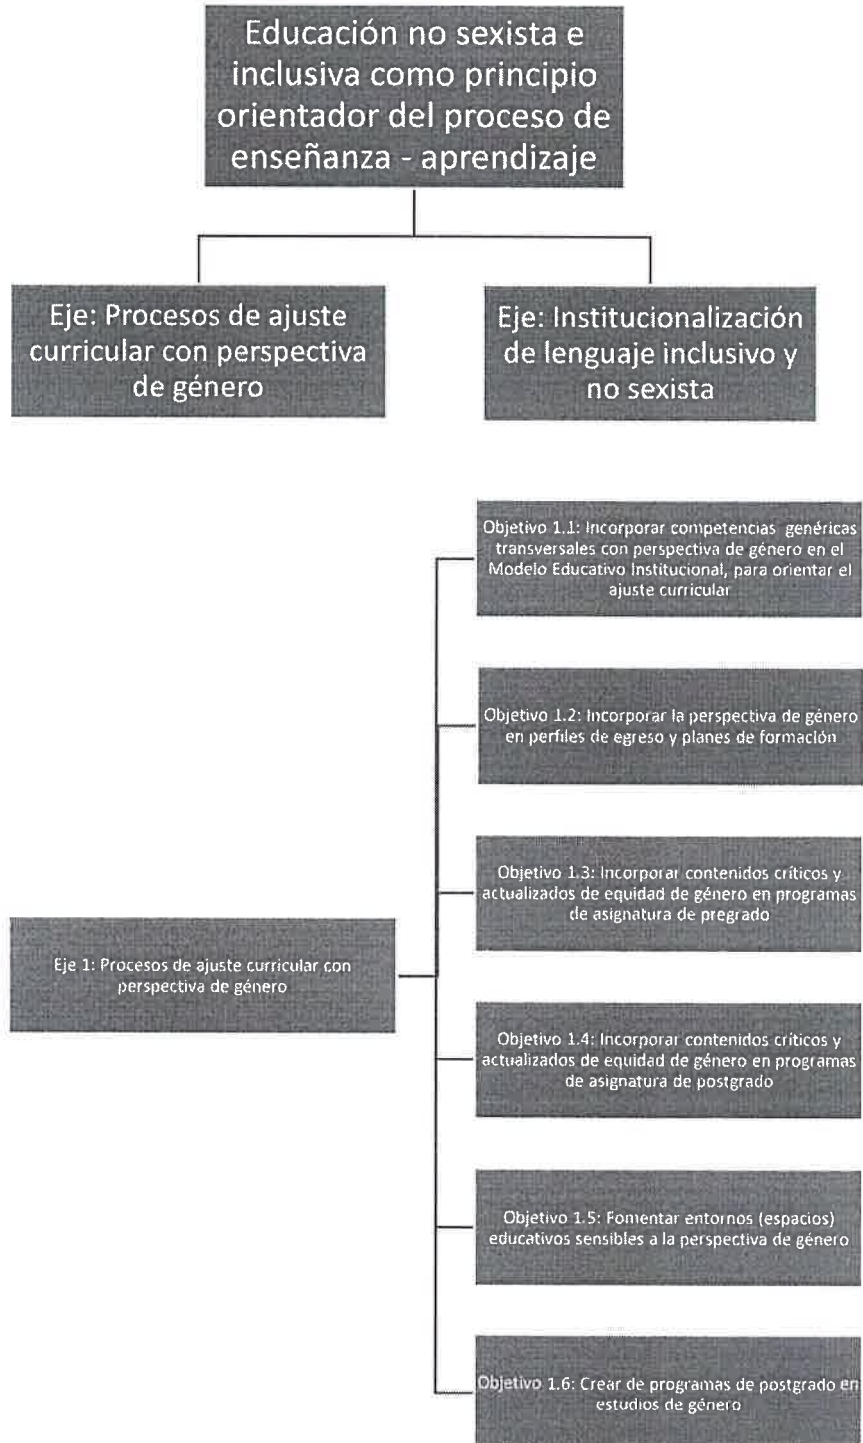 Educación no sexista e
inclusiva como principio
orientador del proceso de
enseñanza - aprendizaje
Eje: Procesos de ajuste
curricular con perspectiva
de género
Eje: Institucionalización
de lenguaje inclusivo y
no sexista
Objetivo 1.1: Incorporar competencias genéricas
transversales con perspectiva de género en el
Modelo Educativo Institucional, para orientar el
ajuste curricular
Objetivo 1.2: Incorporar la perspectiva de género
en perfiles de egreso y planes de formación
Objetivo 1.3: Incorporar contenidos críticos y
actualizados de equidad de género en programas
de asignatura de pregrado
Eje 1: Procesos de ajuste curricular con
perspectiva de género
Objetivo 1.4: Incorporar contenidos críticos y
actualizados de equidad de género en programas
de asignatura de postgrado
Objetivo 1.5: Fomentar entornos (espacios)
educativos sensibles a la perspectiva de género
Objetivo 1.6: Crear de programas de postgrado en
estudios de género